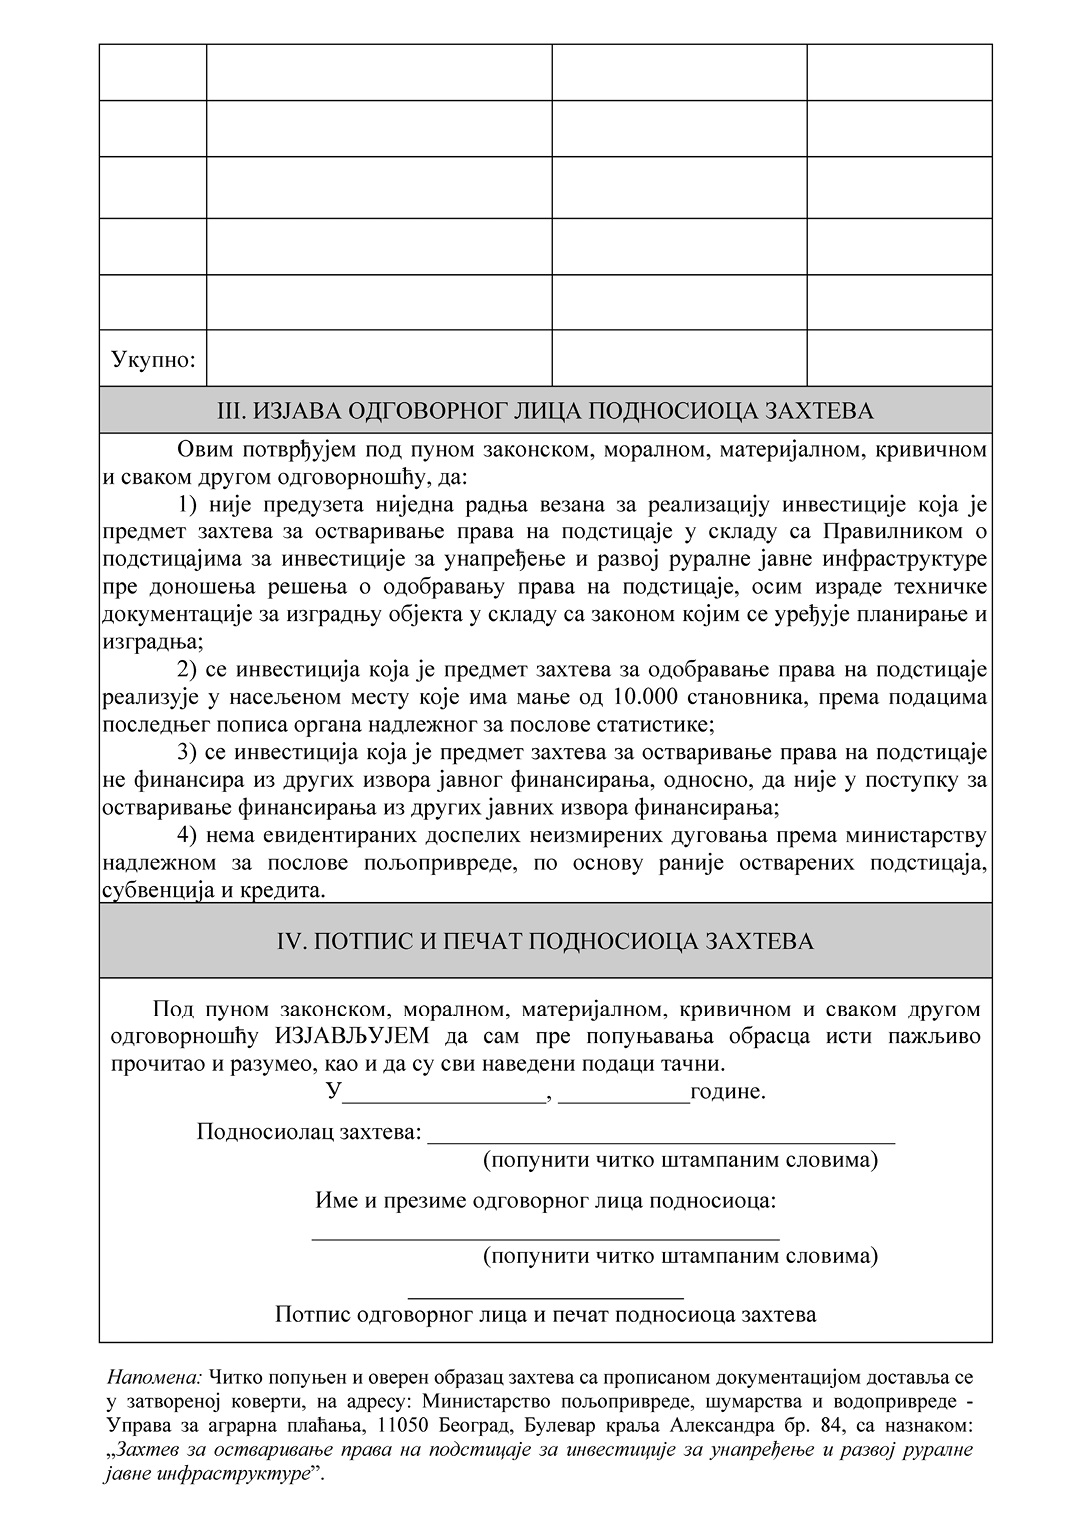 Укупно:
III. ИЗЈАВА ОДГОВОРНОГ ЛИЦА ПОДНОСИОЦА ЗАХТЕВА
Овим потврђујем под пуном законском, моралном, материјалном, кривичном
и сваком другом одговорношћу, да:
1) није предузета ниједна радња везана за реализацију инвестиције која је
предмет захтева за остваривање права на подстицаје у складу са Правилником о
подстицајима за инвестиције за унапређење и развој руралне јавне инфраструктуре
пре доношења решења о одобравању права на подстицаје, осим израде техничке
документације за изградњу објекта у складу са законом којим се уређује планирање и
изградња;
2) се инвестиција која је предмет захтева за одобравање права на подстицаје
реализује у насељеном месту које има мање од 10.000 становника, према подацима
последњег пописа органа надлежног за послове статистике;
3) се инвестиција која је предмет захтева за остваривање права на подстицаје
не финансира из других извора јавног финансирања, односно, да није у поступку за
остваривање финансирања из других јавних извора финансирања;
4) нема евидентираних доспелих неизмирених дуговања према министарству
надлежном за послове пољопривреде, по основу раније остварених подстицаја,
субвенција и кредита.
IV. ПОТПИС И ПЕЧАТ ПОДНОСИОЦА ЗАХТЕВА
Под пуном законском, моралном, материјалном, кривичном и сваком другом
одговорношћу ИЗЈАВЉУЈЕМ да сам пре попуњавања обрасца исти пажљиво
прочитао и разумео, као и да су сви наведени подаци тачни.
У_________________, ___________године.
Подносиолац захтева: _______________________________________
(попунити читко штампаним словима)
Име и презиме одговорног лица подносиоца:
_______________________________________
(попунити читко штампаним словима)
_______________________
Потпис одговорног лица и печат подносиоца захтева
Напомена: Читко попуњен и оверен образац захтева са прописаном документацијом доставља се
у затвореној коверти, на адресу: Министарство пољопривреде, шумарства и водопривреде -
Управа за аграрна плаћања, 11050 Београд, Булевар краља Александра бр. 84, са назнаком:
„Захтев за остваривање права на подстицаје за инвестиције за унапређење и развој руралне
јавне инфраструктуре”.